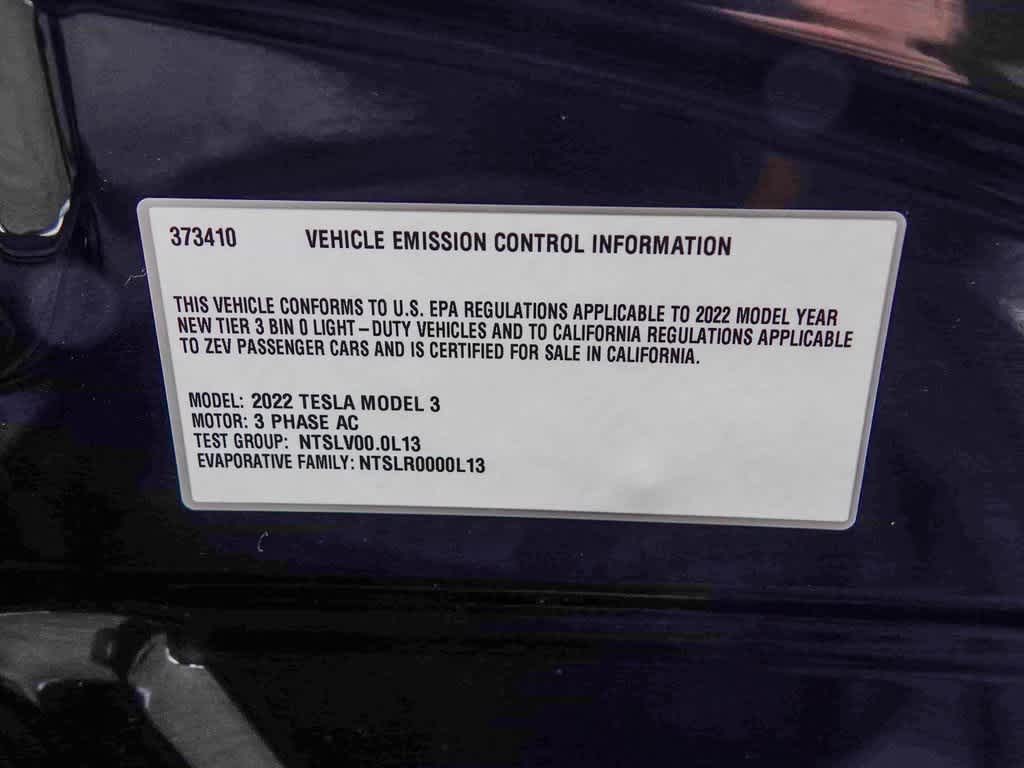 373410 VEHICLE EMISSION CONTROL INFORMATION
THIS VEHICLE CONFORMS TO U.S. EPA REGULATIONS APPLICABLE TO 2022 MODEL YEAR
NEW TIER 3 BIN 0 LIGHT-DUTY VEHICLES AND TO CALIFORNIA REGULATIONS APPLICABLE
TO ZEV PASSENGER CARS AND IS CERTIFIED FOR SALE IN CALIFORNIA.
MODEL: 2022 TESLA MODEL 3
MOTOR: 3 PHASE AC
TEST GROUP: NTSLV00.0L13
EVAPORATIVE FAMILY: NTSLR0000L13